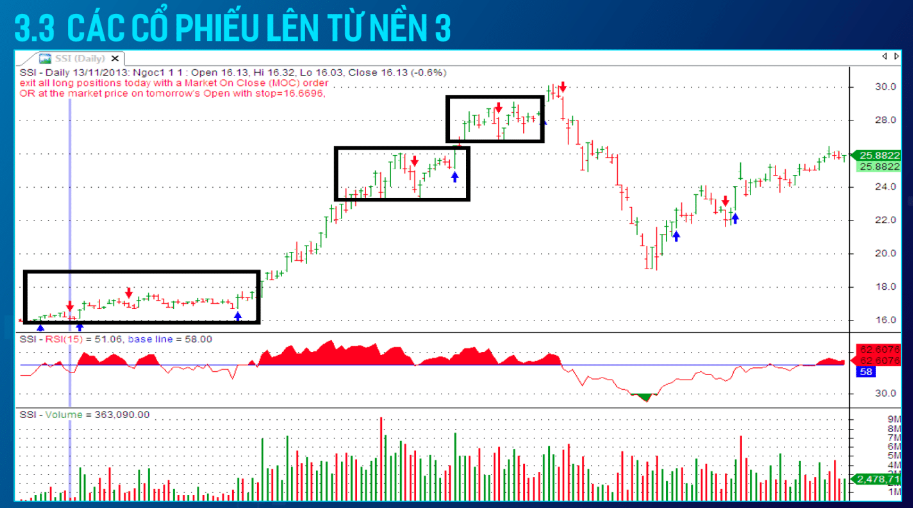 3.3 CÁC CỔ PHIẾU LÊN TỪ NỀN 3
SSI (Daily)
SSI - Daily 13/11/2013: Ngoc1 1 1 : Open 16.13, Hi 16.32, Lo 16.03, Close 16.13 (-0.6%)
exit all long positions today with a Market On Close (MOC) order
OR at the market price on tomorrow's Open with stop=16.6696,
30.0
28.0
25.8822
25.8822
24.0
22.0
20.0
18.0
16.0
SSI - RSI(15) = 51.06, base line = 58.00
62.6076
62.6076
58
30.0
SSI - Volume = 363,090.00
9M
8M
7M
6M
5M
4M
2,478,71
1M